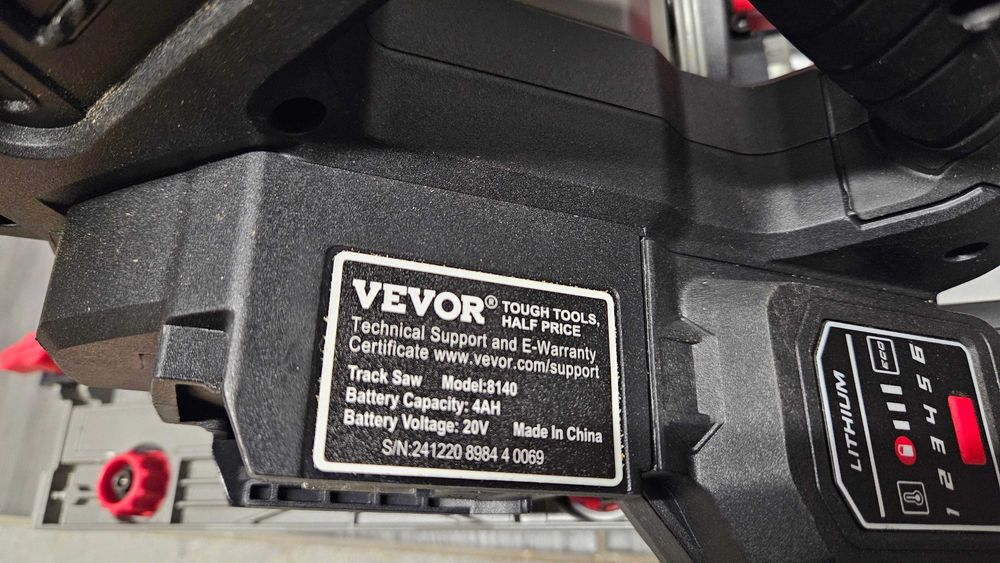 VEVOR® TOUGH TOOLS,
HALF PRICE
Technical Support and E-Warranty
Certificate www.vevor.com/support
Track Saw Model:8140
Battery Capacity: 4AH
Battery Voltage: 20V Made In China
S/N:241220 8984 4 0069
LITHIUM
ECO
1 2 3 4 5 6